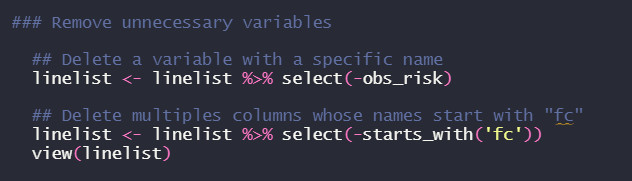 ### Remove unnecessary variables
## Delete a variable with a specific name
linelist <- linelist %>% select(-obs_risk)
## Delete multiples columns whose names start with "fc"
linelist <- linelist %>% select(-starts_with('fc'))
view(linelist)